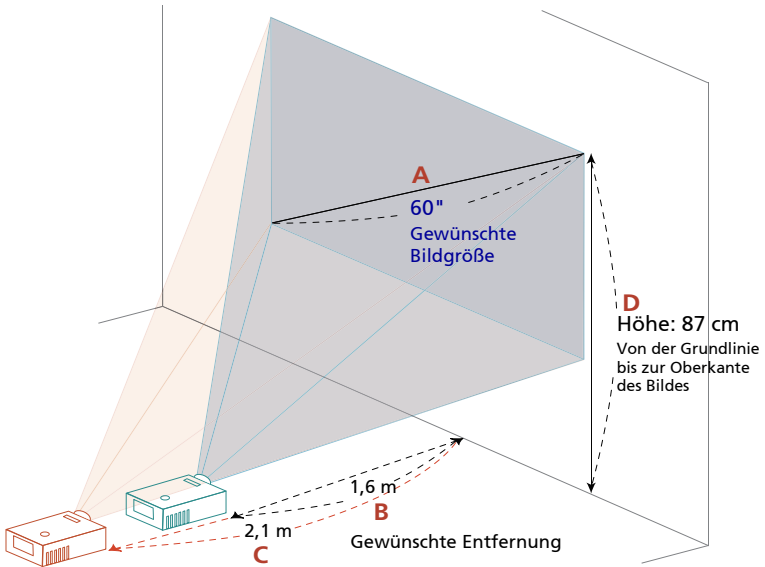 A
60"
Gewünschte
Bildgröße
D
Höhe: 87 cm
Von der Grundlinie
bis zur Oberkante
des Bildes
1,6 m
B
2,1 m
C
Gewünschte Entfernung